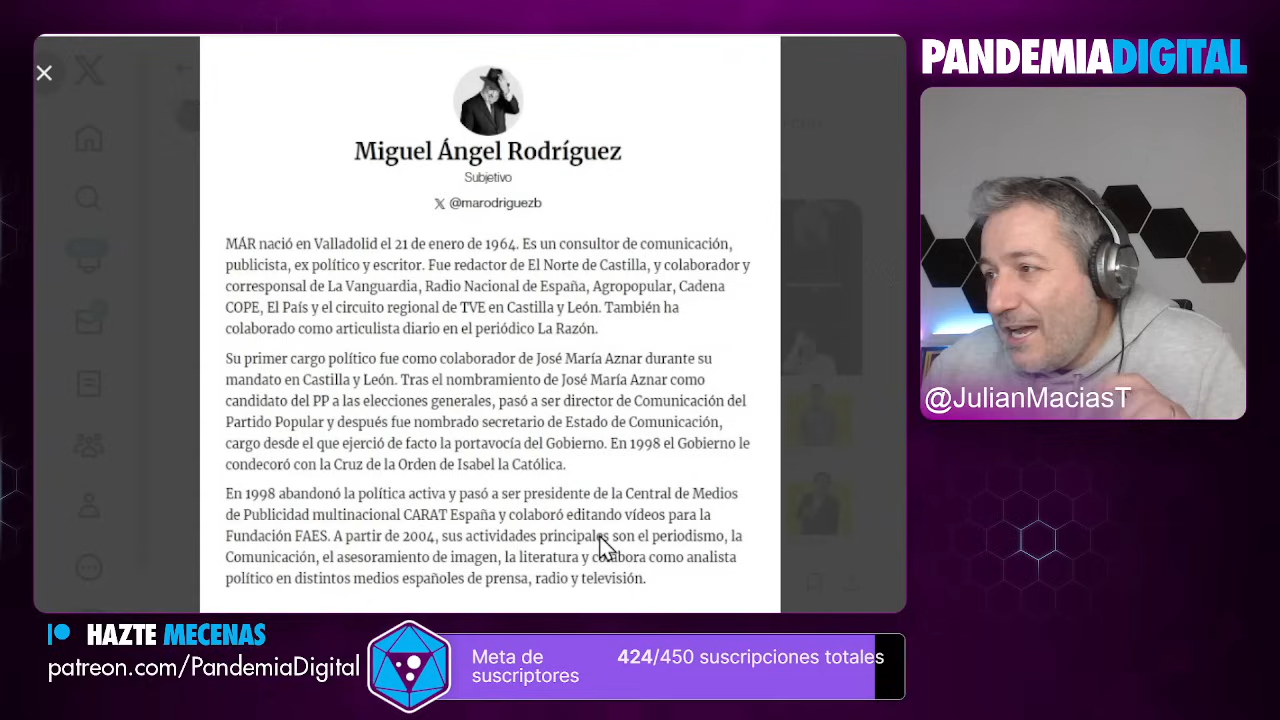 PANDEMIADIGITAL
Miguel Ángel Rodríguez
Subjetivo
@marodriguezb
MÁR nació en Valladolid el 21 de enero de 1964. Es un consultor de comunicación,
publicista, ex político y escritor. Fue redactor de El Norte de Castilla, y colaborador y
corresponsal de La Vanguardia, Radio Nacional de España, Agropopular, Cadena
COPE, El País y el circuito regional de TVE en Castilla y León. También ha
colaborado como articulista diario en el periódico La Razón.
Su primer cargo político fue como colaborador de José María Aznar durante su
mandato en Castilla y León. Tras el nombramiento de José María Aznar como
candidato del PP a las elecciones generales, pasó a ser director de Comunicación del
Partido Popular y después fue nombrado secretario de Estado de Comunicación,
cargo desde el que ejerció de facto la portavocía del Gobierno. En 1998 el Gobierno le
condecoró con la Cruz de la Orden de Isabel la Católica.
En 1998 abandonó la política activa y pasó a ser presidente de la Central de Medios
de Publicidad multinacional CARAT España y colaboró editando vídeos para la
Fundación FAES. A partir de 2004, sus actividades principales son el periodismo, la
Comunicación, el asesoramiento de imagen, la literatura y colabora como analista
político en distintos medios españoles de prensa, radio y televisión.
@JulianMaciasT
HAZTE MECENAS
patreon.com/PandemiaDigital
Meta de
suscriptores
424/450 suscripciones totales